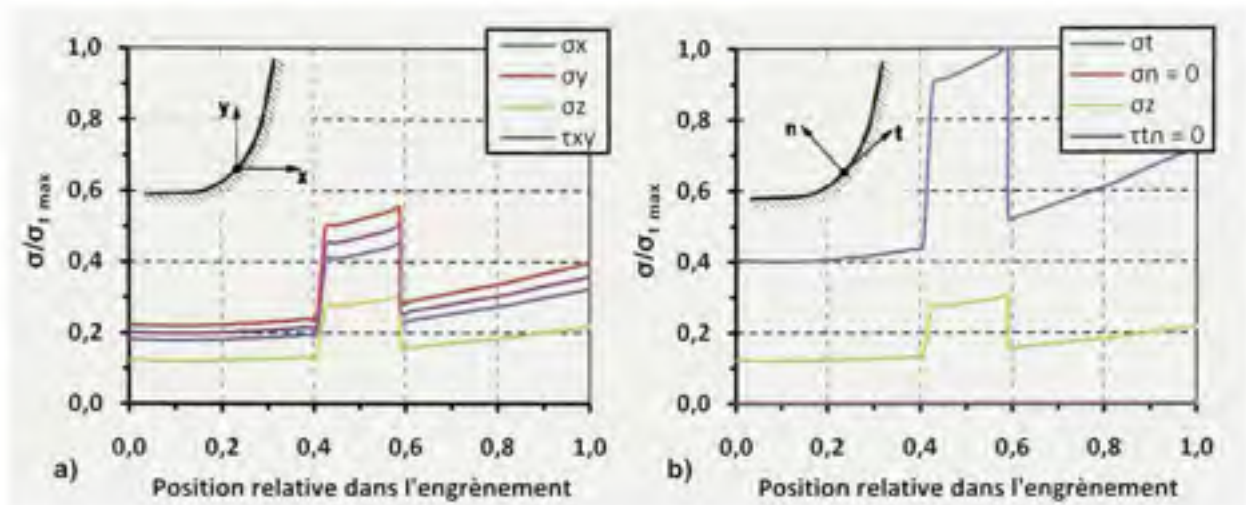 σx
σy
σz
τxy
y
x
σ/σt max
1,0
0,8
0,6
0,4
0,2
0,0
0,0 0,2 0,4 0,6 0,8 1,0
a)
Position relative dans l'engrènement
σt
σn = 0
σz
τtn = 0
n
t
σ/σt max
1,0
0,8
0,6
0,4
0,2
0,0
0,0 0,2 0,4 0,6 0,8 1,0
b)
Position relative dans l'engrènement